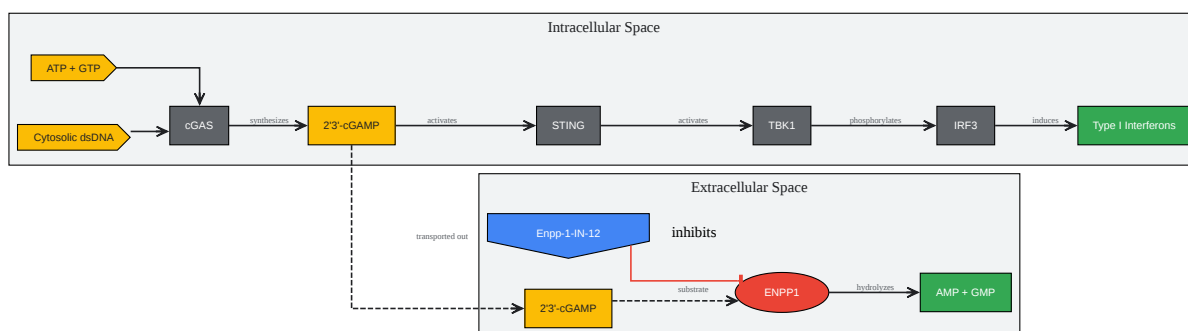 Intracellular Space
ATP + GTP
Cytosolic dsDNA
cGAS
synthesizes
2'3'-cGAMP
activates
STING
activates
TBK1
phosphorylates
IRF3
induces
Type I Interferons
Extracellular Space
transported out
Enpp-1-IN-12
inhibits
2'3'-cGAMP
substrate
ENPP1
hydrolyzes
AMP + GMP